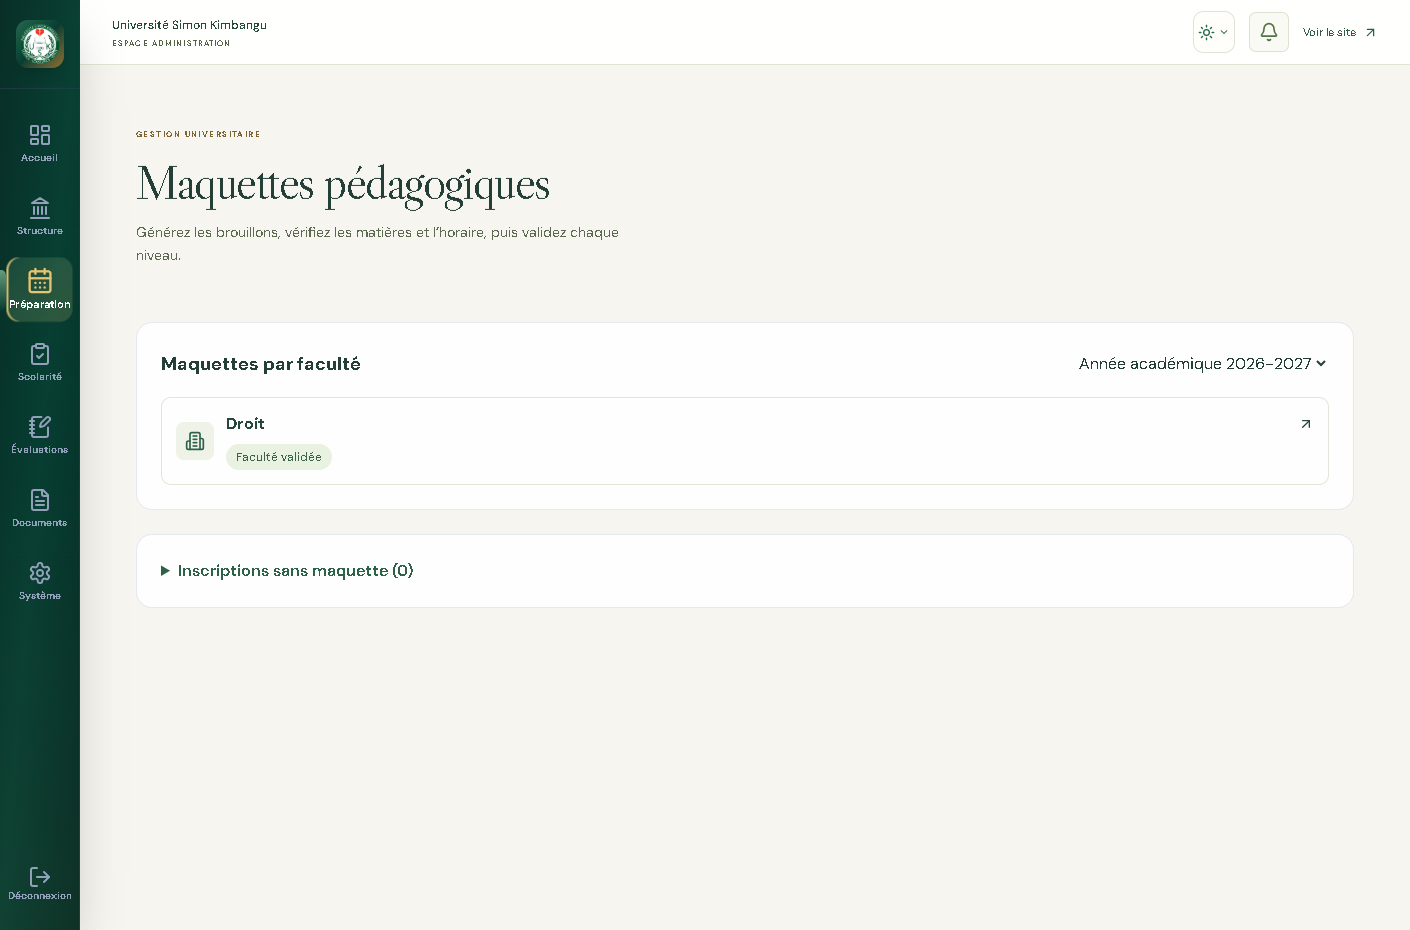 Université Simon Kimbangu
ESPACE ADMINISTRATION
Voir le site
Accueil
Structure
Préparation
Scolarité
Évaluations
Documents
Système
Déconnexion
GESTION UNIVERSITAIRE
Maquettes pédagogiques
Générez les brouillons, vérifiez les matières et l’horaire, puis validez chaque
niveau.
Maquettes par faculté
Année académique 2026-2027
Droit
Faculté validée
Inscriptions sans maquette (0)